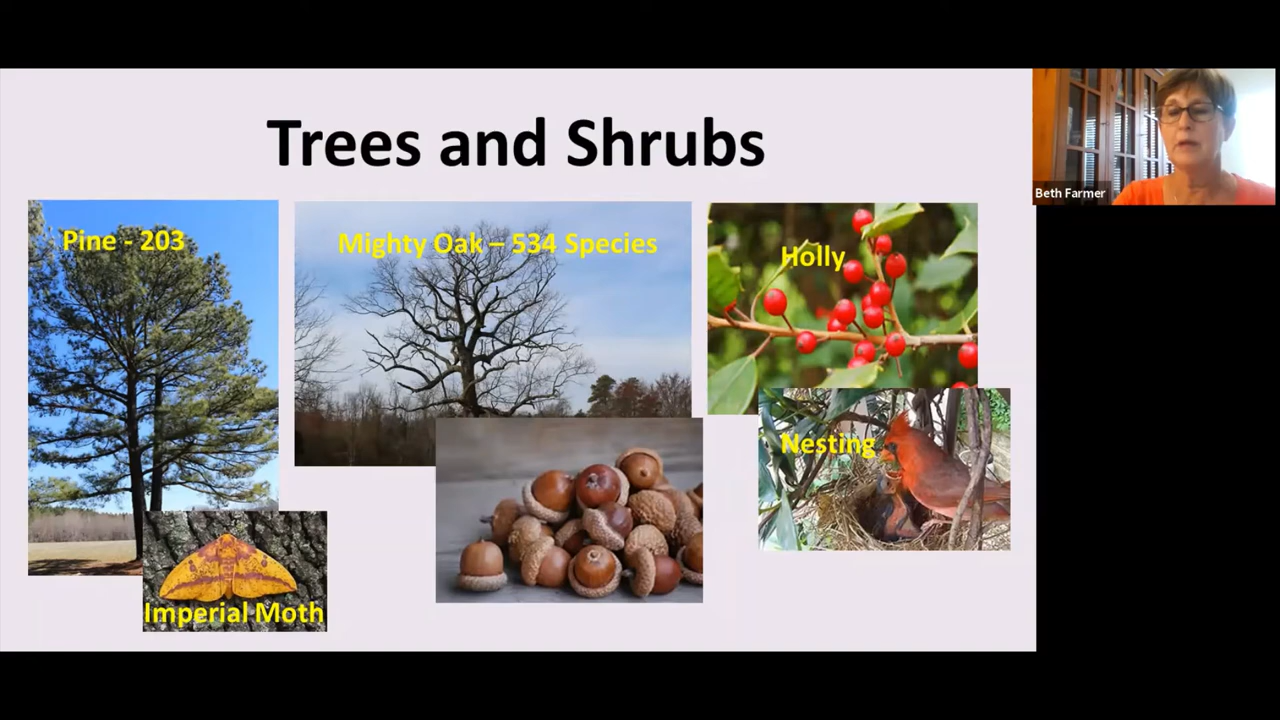 Trees and Shrubs
Pine - 203
Mighty Oak – 534 Species
Holly
Nesting
Imperial Moth
Beth Farmer